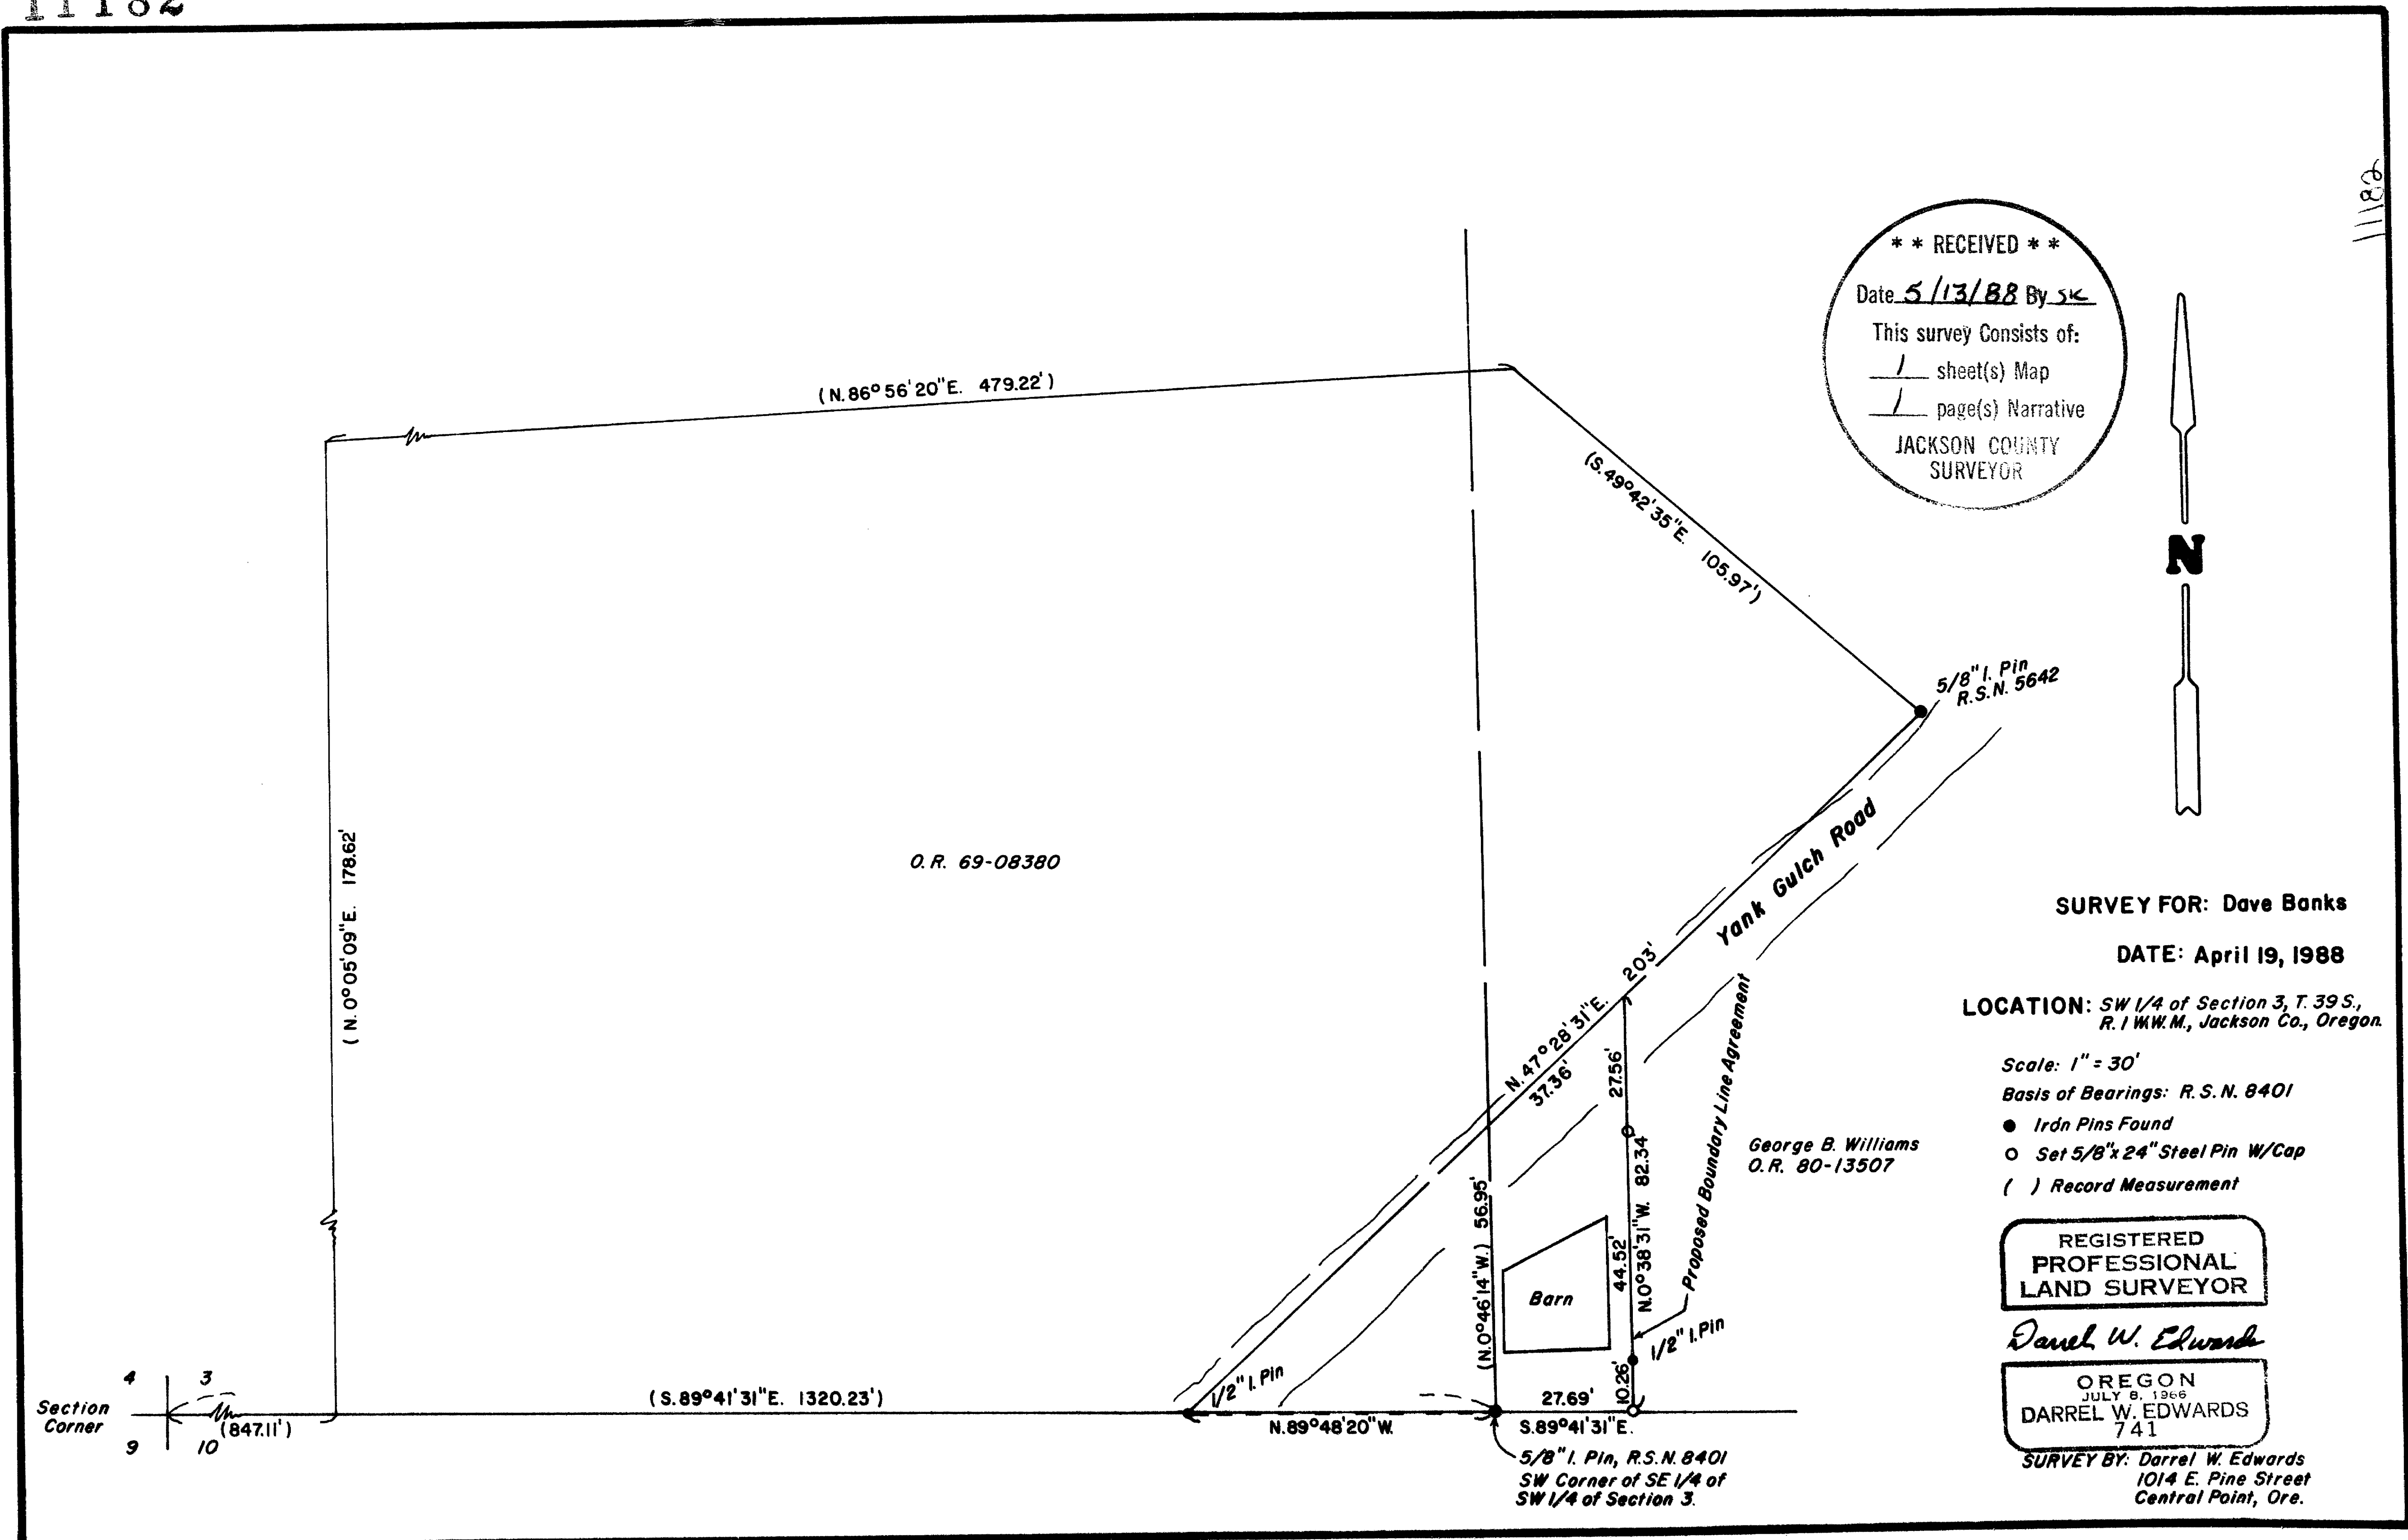 11182
11182
* * RECEIVED * *
Date 5/13/88 By SK
This survey Consists of:
1 sheet(s) Map
1 page(s) Narrative
JACKSON COUNTY
SURVEYOR
(N.86°56'20"E. 479.22')
(S.49°42'35"E. 105.97')
N
5/8" I. Pin
R.S.N. 5642
(N.0°05'09"E. 178.62'
O.R. 69-08380
Yank Gulch Road
203'
N.47°28'31"E.
37.36'
27.56'
Proposed Boundary Line Agreement
George B. Williams
O.R. 80-13507
(N.0°46'14"W.) 56.95'
44.52'
N.0°38'31"W. 82.34
Barn
1/2" I.Pin
10.26'
1/2" I. Pin
4
3
Section
Corner
9
10
(847.11')
(S.89°41'31"E. 1320.23')
N.89°48'20"W.
27.69'
S.89°41'31"E.
5/8" I. Pin, R.S.N. 8401
SW Corner of SE 1/4 of
SW 1/4 of Section 3.
SURVEY FOR: Dave Banks
DATE: April 19, 1988
LOCATION: SW 1/4 of Section 3, T. 39 S.,
R. 1 W.W.M., Jackson Co., Oregon.
Scale: 1" = 30'
Basis of Bearings: R.S.N. 8401
Iron Pins Found
Set 5/8" x 24" Steel Pin W/Cap
( ) Record Measurement
REGISTERED
PROFESSIONAL
LAND SURVEYOR
Darrel W. Edwards
OREGON
JULY 8, 1966
DARREL W. EDWARDS
741
SURVEY BY: Darrel W. Edwards
1014 E. Pine Street
Central Point, Ore.